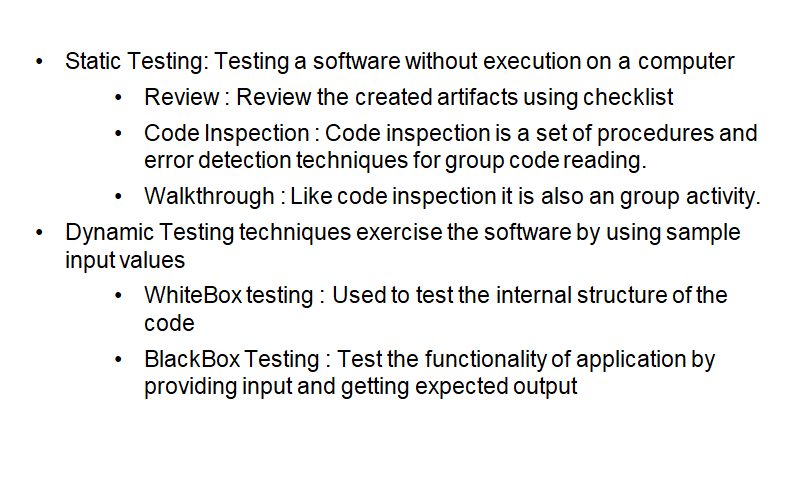 • Static Testing: Testing a software without execution on a computer
• Review : Review the created artifacts using checklist
• Code Inspection : Code inspection is a set of procedures and
error detection techniques for group code reading.
• Walkthrough : Like code inspection it is also an group activity.
• Dynamic Testing techniques exercise the software by using sample
input values
• WhiteBox testing : Used to test the internal structure of the
code
• BlackBox Testing : Test the functionality of application by
providing input and getting expected output